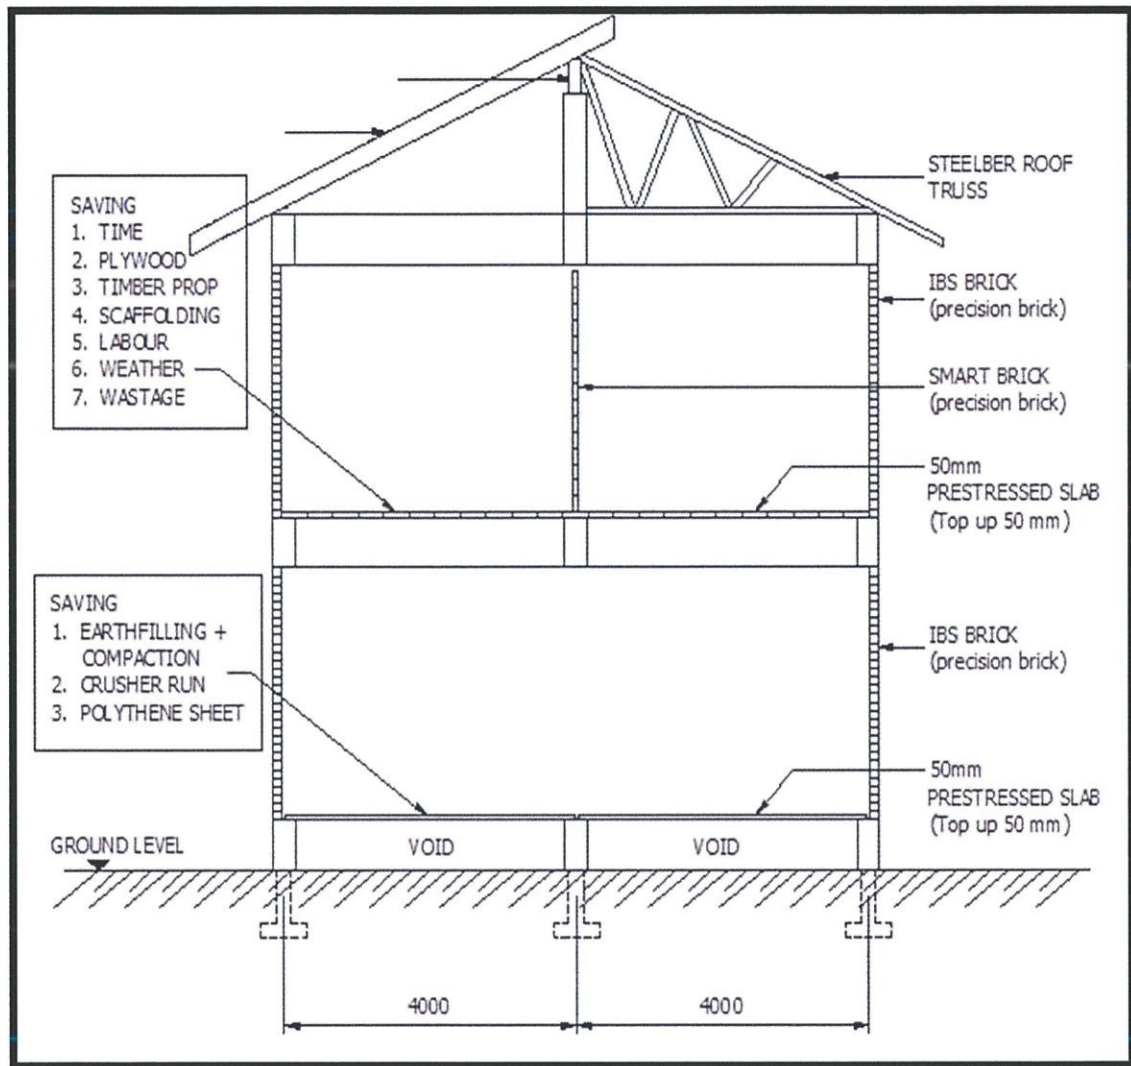 STEELBER ROOF
TRUSS
SAVING
1. TIME
2. PLYWOOD
3. TIMBER PROP
4. SCAFFOLDING
5. LABOUR
6. WEATHER
7. WASTAGE
IBS BRICK
(precision brick)
SMART BRICK
(precision brick)
50mm
PRESTRESSED SLAB
(Top up 50 mm)
SAVING
1. EARTHFILLING +
COMPACTION
2. CRUSHER RUN
3. POLYTHENE SHEET
IBS BRICK
(precision brick)
50mm
PRESTRESSED SLAB
(Top up 50 mm)
GROUND LEVEL
VOID
VOID
4000
4000